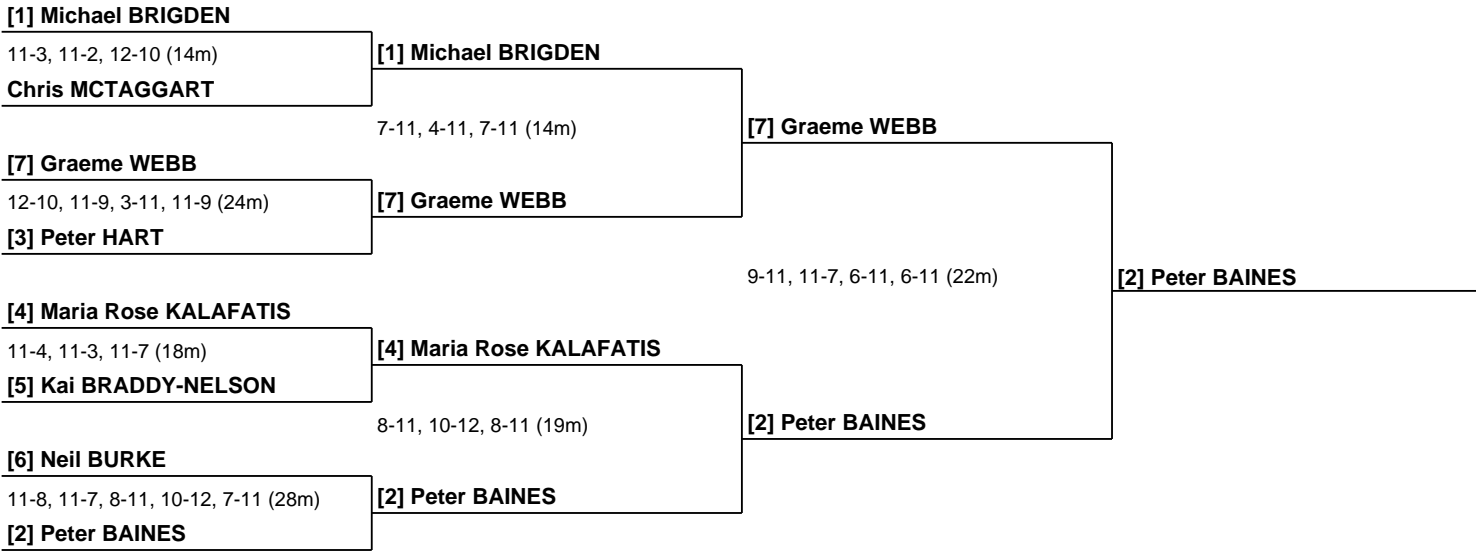 [1] Michael BRIGDEN
11-3, 11-2, 12-10 (14m)
[1] Michael BRIGDEN
Chris MCTAGGART
7-11, 4-11, 7-11 (14m)
[7] Graeme WEBB
[7] Graeme WEBB
12-10, 11-9, 3-11, 11-9 (24m)
[7] Graeme WEBB
[3] Peter HART
9-11, 11-7, 6-11, 6-11 (22m)
[2] Peter BAINES
[4] Maria Rose KALAFATIS
11-4, 11-3, 11-7 (18m)
[4] Maria Rose KALAFATIS
[5] Kai BRADDY-NELSON
8-11, 10-12, 8-11 (19m)
[2] Peter BAINES
[6] Neil BURKE
11-8, 11-7, 8-11, 10-12, 7-11 (28m)
[2] Peter BAINES
[2] Peter BAINES